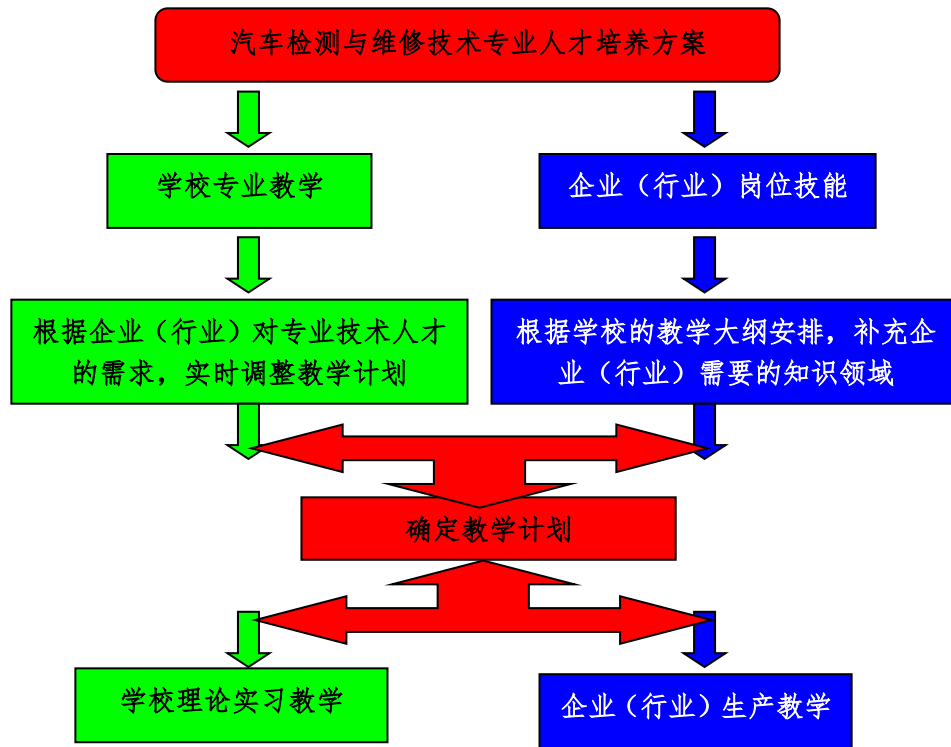 汽车检测与维修技术专业人才培养方案
学校专业教学
企业（行业）岗位技能
根据企业（行业）对专业技术人才
的需求，实时调整教学计划
根据学校的教学大纲安排，补充企
业（行业）需要的知识领域
确定教学计划
学校理论实习教学
企业（行业）生产教学